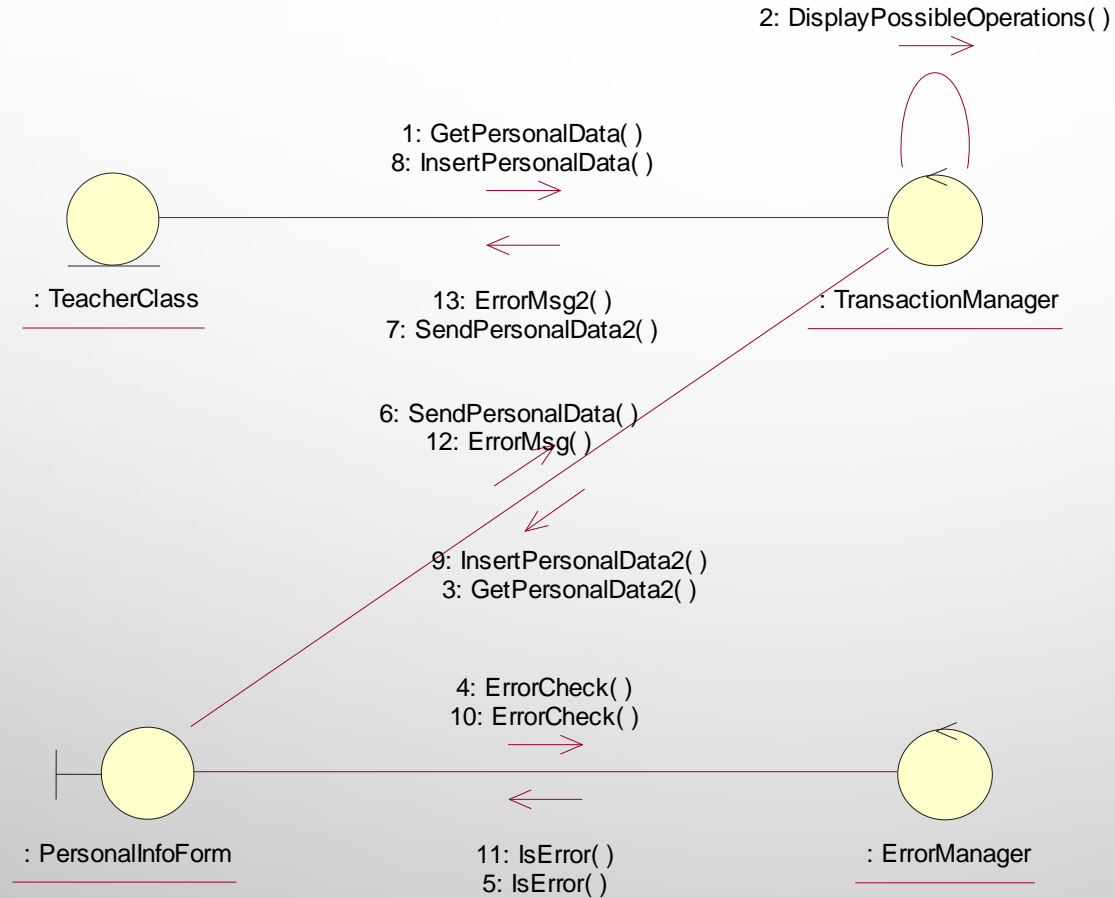 2: DisplayPossibleOperations( )
1: GetPersonalData( )
8: InsertPersonalData( )
: TeacherClass
13: ErrorMsg2( )
7: SendPersonalData2( )
: TransactionManager
6: SendPersonalData( )
12: ErrorMsg( )
9: InsertPersonalData2( )
3: GetPersonalData2( )
4: ErrorCheck( )
10: ErrorCheck( )
: PersonalInfoForm
11: IsError( )
5: IsError( )
: ErrorManager